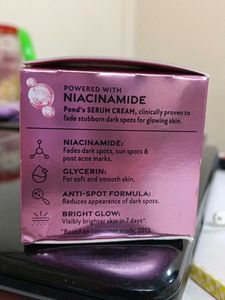 POWERED WITH
NIACINAMIDE
Pond's SERUM CREAM, clinically proven to
fade stubborn dark spots for glowing skin.
NIACINAMIDE:
Fades dark spots, sun spots &
post acne marks.
GLYCERIN:
For soft and smooth skin.
ANTI-SPOT FORMULA:
Reduces appearance of dark spots.
BRIGHT GLOW:
Visibly brighter skin in 7 days*.
*Based on consumer study, 2013